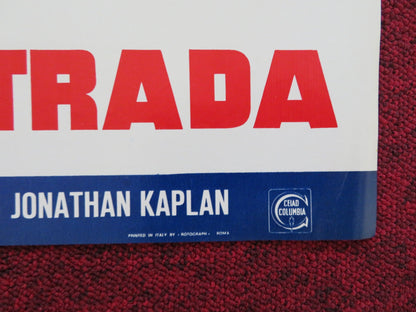 TRADA
JONATHAN KAPLAN
CEIAD
COLUMBIA
PRINTED IN ITALY BY «ROTOGRAPH» ROMA